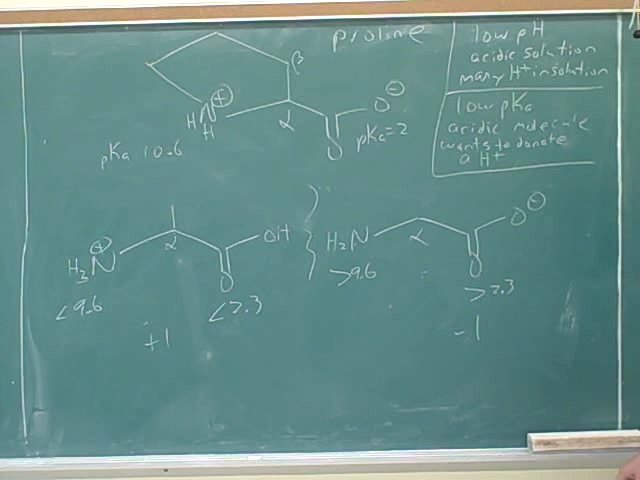 proline
β
H N ⊕
H
α
O ⊖
O
pKa 10.6
pKa = 2
low pH
acidic solution
many H+ in solution
low pKa
acidic molecule
wants to donate
a H+
H3N ⊕
α
OH
O
< 9.6
< 2.3
+1
H2N
α
O ⊖
O
> 9.6
> 2.3
-1